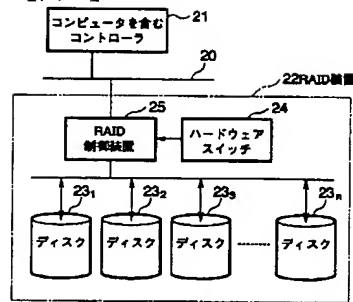 コンピュータを含む
コントローラ
21
20
22RAID装置
25
24
RAID
制御装置
ハードウェア
スイッチ
23₁
23₂
23₃
23ₙ
ディスク
ディスク
ディスク
ディスク